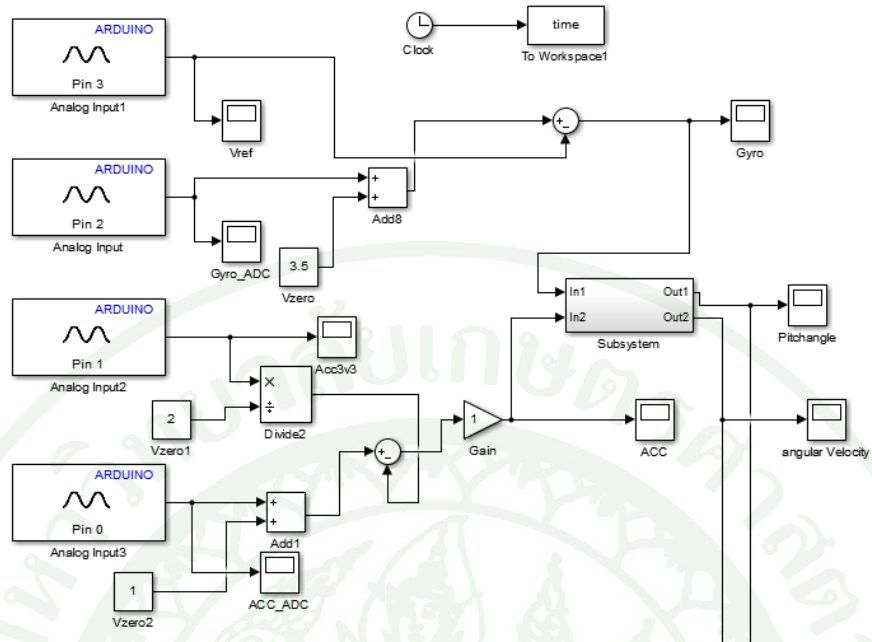 ARDUINO
Pin 3
Analog Input1
Clock
time
To Workspace1
Vref
+
-
Gyro
ARDUINO
Pin 2
Analog Input
Gyro_ADC
+
+
Add8
3.5
Vzero
In1
In2
Out1
Out2
Subsystem
Pitchangle
ARDUINO
Pin 1
Analog Input2
Acc3v3
2
Vzero1
×
÷
Divide2
+
-
1
Gain
ACC
angular Velocity
ARDUINO
Pin 0
Analog Input3
+
+
Add1
ACC_ADC
1
Vzero2